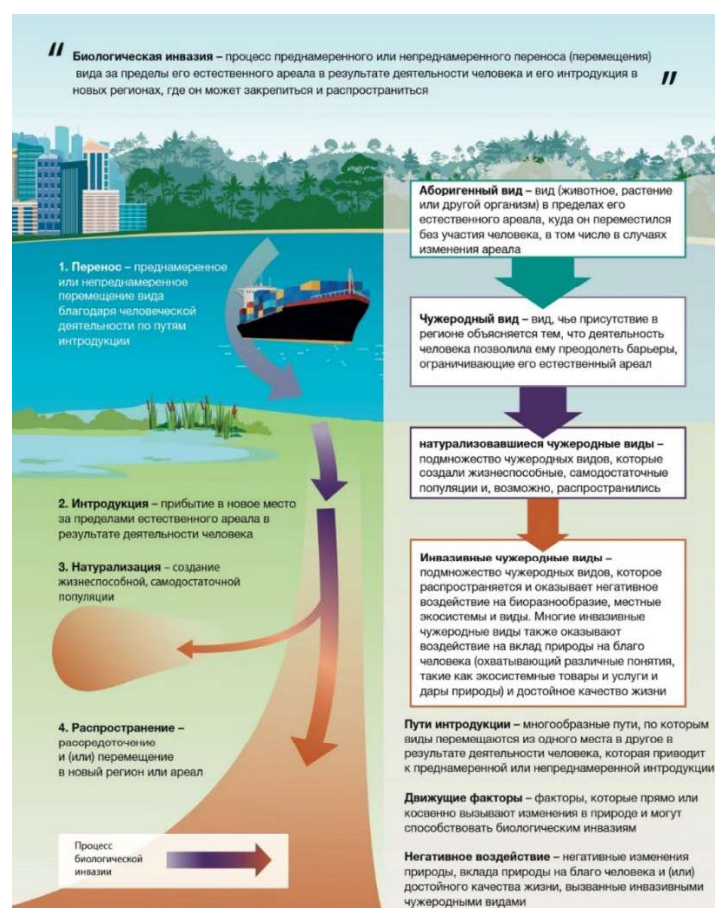 “ Биологическая инвазия – процесс преднамеренного или непреднамеренного переноса (перемещения)
вида за пределы его естественного ареала в результате деятельности человека и его интродукция в
новых регионах, где он может закрепиться и распространиться ”
1. Перенос – преднамеренное
или непреднамеренное
перемещение вида
благодаря человеческой
деятельности по путям
интродукции
2. Интродукция – прибытие в новое место
за пределами естественного ареала в
результате деятельности человека
3. Натурализация – создание
жизнеспособной, самодостаточной
популяции
4. Распространение –
рассредоточение
и (или) перемещение
в новый регион или ареал
Процесс
биологической
инвазии
Аборигенный вид – вид (животное, растение
или другой организм) в пределах его
естественного ареала, куда он переместился
без участия человека, в том числе в случаях
изменения ареала
Чужеродный вид – вид, чье присутствие в
регионе объясняется тем, что деятельность
человека позволила ему преодолеть барьеры,
ограничивающие его естественный ареал
натурализовавшиеся чужеродные виды –
подмножество чужеродных видов, которые
создали жизнеспособные, самодостаточные
популяции и, возможно, распространились
Инвазивные чужеродные виды –
подмножество чужеродных видов, которое
распространяется и оказывает негативное
воздействие на биоразнообразие, местные
экосистемы и виды. Многие инвазивные
чужеродные виды также оказывают
воздействие на вклад природы на благо
человека (охватывающий различные понятия,
такие как экосистемные товары и услуги и
дары природы) и достойное качество жизни
Пути интродукции – многообразные пути, по которым
виды перемещаются из одного места в другое в
результате деятельности человека, которая приводит
к преднамеренной или непреднамеренной интродукции
Движущие факторы – факторы, которые прямо или
косвенно вызывают изменения в природе и могут
способствовать биологическим инвазиям
Негативное воздействие – негативные изменения
природы, вклада природы на благо человека и (или)
достойного качества жизни, вызванные инвазивными
чужеродными видами